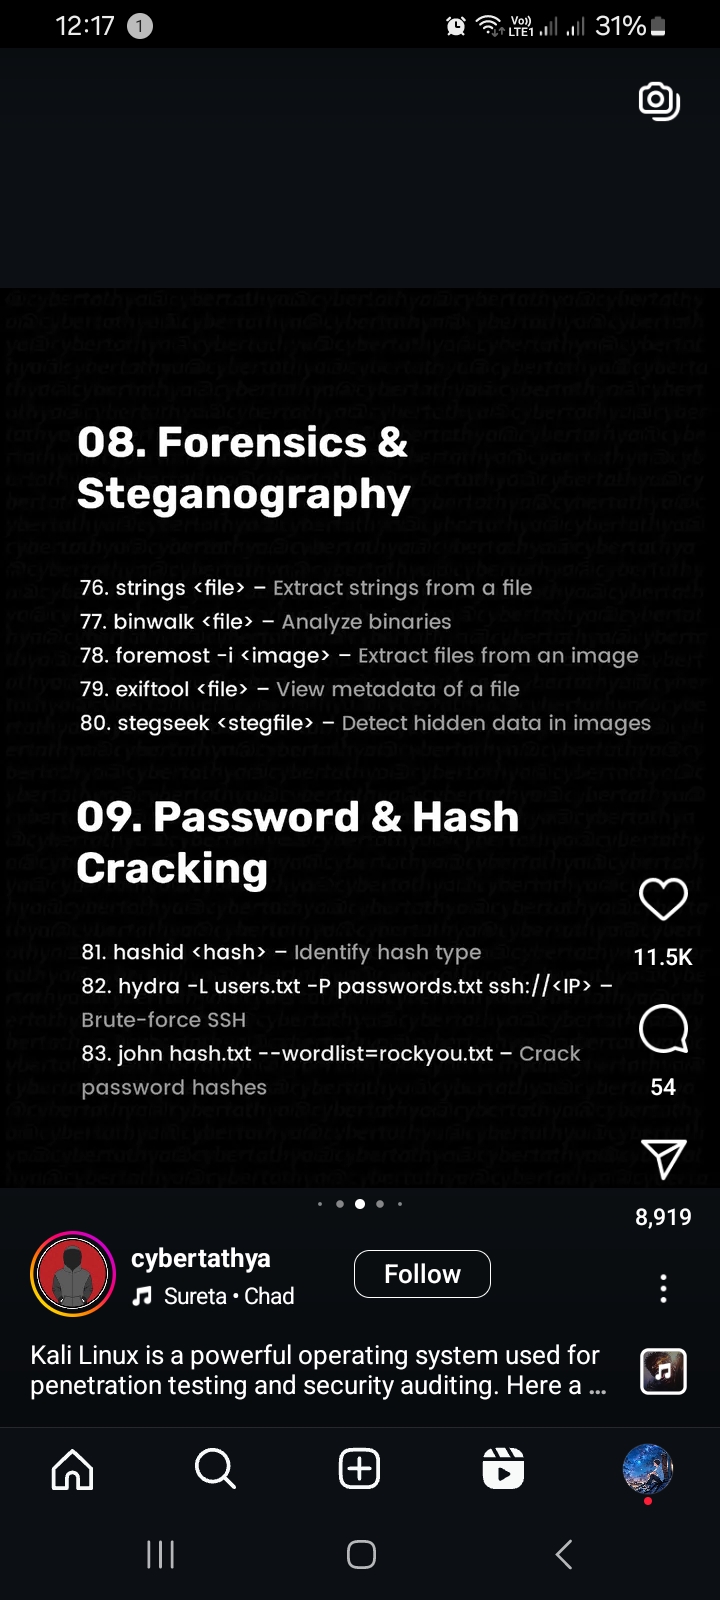 12:17 1 Vo)) LTE1 31%
08. Forensics &
Steganography
76. strings <file> – Extract strings from a file
77. binwalk <file> – Analyze binaries
78. foremost -i <image> – Extract files from an image
79. exiftool <file> – View metadata of a file
80. stegseek <stegfile> – Detect hidden data in images
09. Password & Hash
Cracking
81. hashid <hash> – Identify hash type
82. hydra -L users.txt -P passwords.txt ssh://<IP> –
Brute-force SSH
83. john hash.txt --wordlist=rockyou.txt – Crack
password hashes
11.5K
54
8,919
cybertathya
Follow
Sureta • Chad
Kali Linux is a powerful operating system used for
penetration testing and security auditing. Here a ...